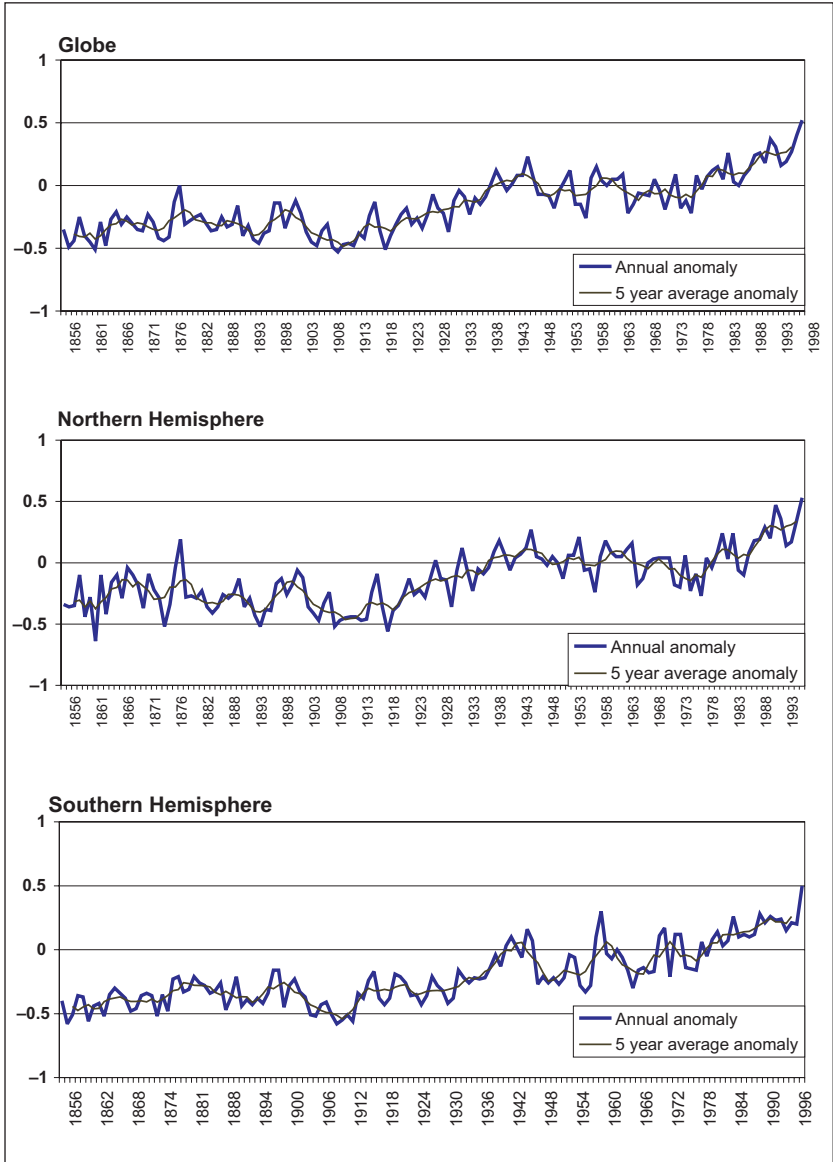 Globe
1
0.5
0
–0.5
–1
Annual anomaly
5 year average anomaly
1856 1861 1866 1871 1876 1882 1888 1893 1898 1903 1908 1913 1918 1923 1928 1933 1938 1943 1948 1953 1958 1963 1968 1973 1978 1983 1988 1993 1998
Northern Hemisphere
1
0.5
0
–0.5
–1
Annual anomaly
5 year average anomaly
1856 1861 1866 1871 1876 1882 1888 1893 1898 1903 1908 1913 1918 1923 1928 1933 1938 1943 1948 1953 1958 1963 1968 1973 1978 1983 1988 1993
Southern Hemisphere
1
0.5
0
–0.5
–1
Annual anomaly
5 year average anomaly
1856 1862 1868 1874 1881 1888 1894 1900 1906 1912 1918 1924 1930 1936 1942 1948 1954 1960 1966 1972 1978 1984 1990 1996